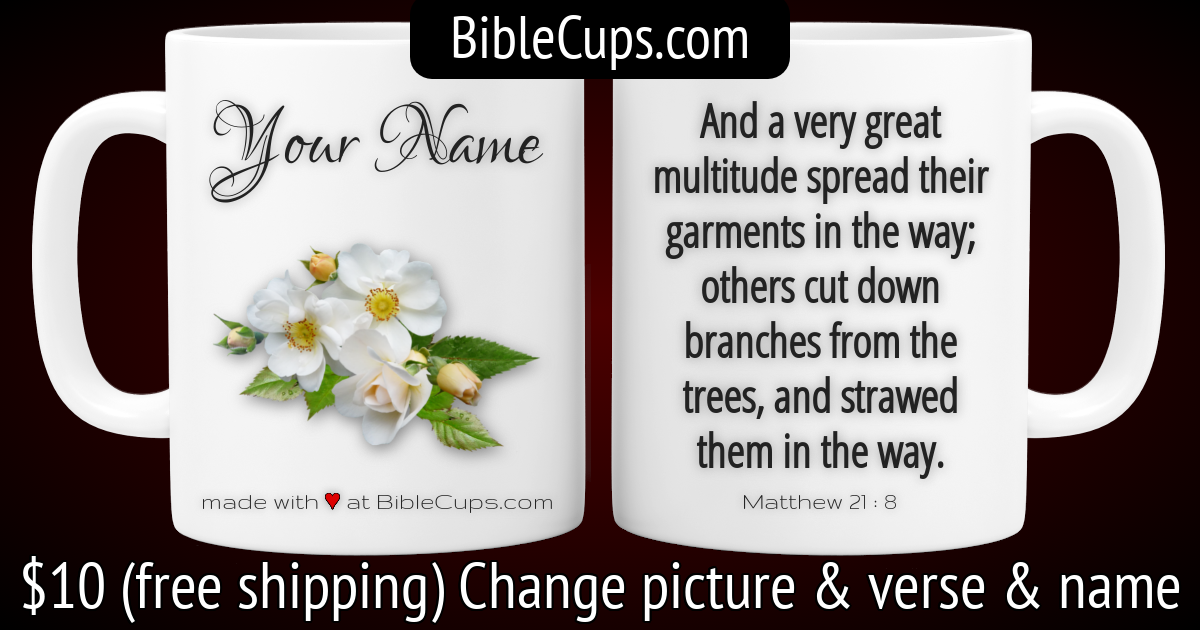 BibleCups.com
Your Name
made with ♥ at BibleCups.com
And a very great
multitude spread their
garments in the way;
others cut down
branches from the
trees, and strawed
them in the way.
Matthew 21 : 8
$10 (free shipping) Change picture & verse & name